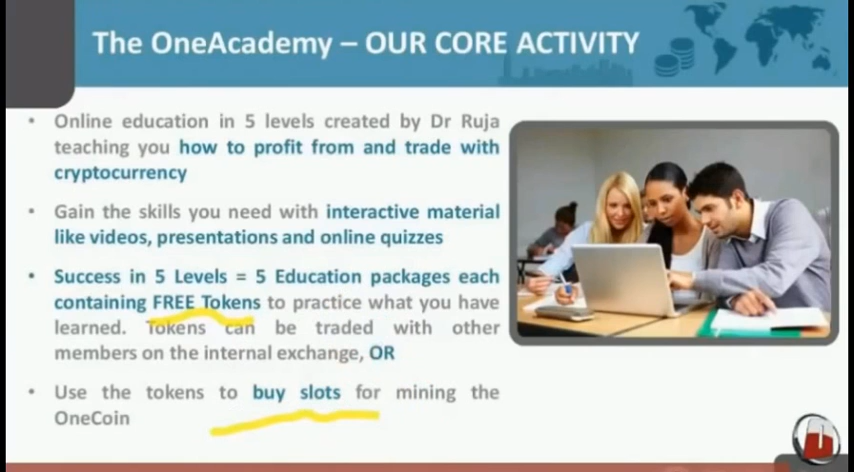 The OneAcademy – OUR CORE ACTIVITY
• Online education in 5 levels created by Dr Ruja
teaching you how to profit from and trade with
cryptocurrency
• Gain the skills you need with interactive material
like videos, presentations and online quizzes
• Success in 5 Levels = 5 Education packages each
containing FREE Tokens to practice what you have
learned. Tokens can be traded with other
members on the internal exchange, OR
• Use the tokens to buy slots for mining the
OneCoin